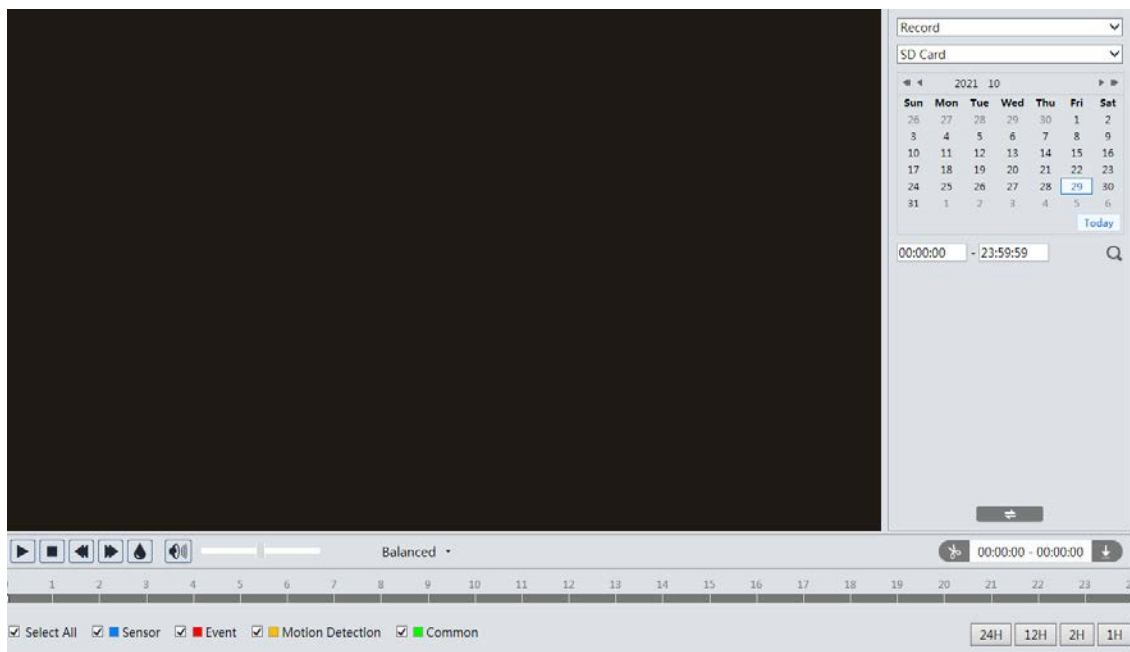 Record
SD Card
2021 10
Sun Mon Tue Wed Thu Fri Sat
26 27 28 29 30 1 2
3 4 5 6 7 8 9
10 11 12 13 14 15 16
17 18 19 20 21 22 23
24 25 26 27 28 29 30
31 1 2 3 4 5 6
Today
00:00:00 - 23:59:59
Balanced
00:00:00 - 00:00:00
1 2 3 4 5 6 7 8 9 10 11 12 13 14 15 16 17 18 19 20 21 22 23
Select All Sensor Event Motion Detection Common
24H 12H 2H 1H